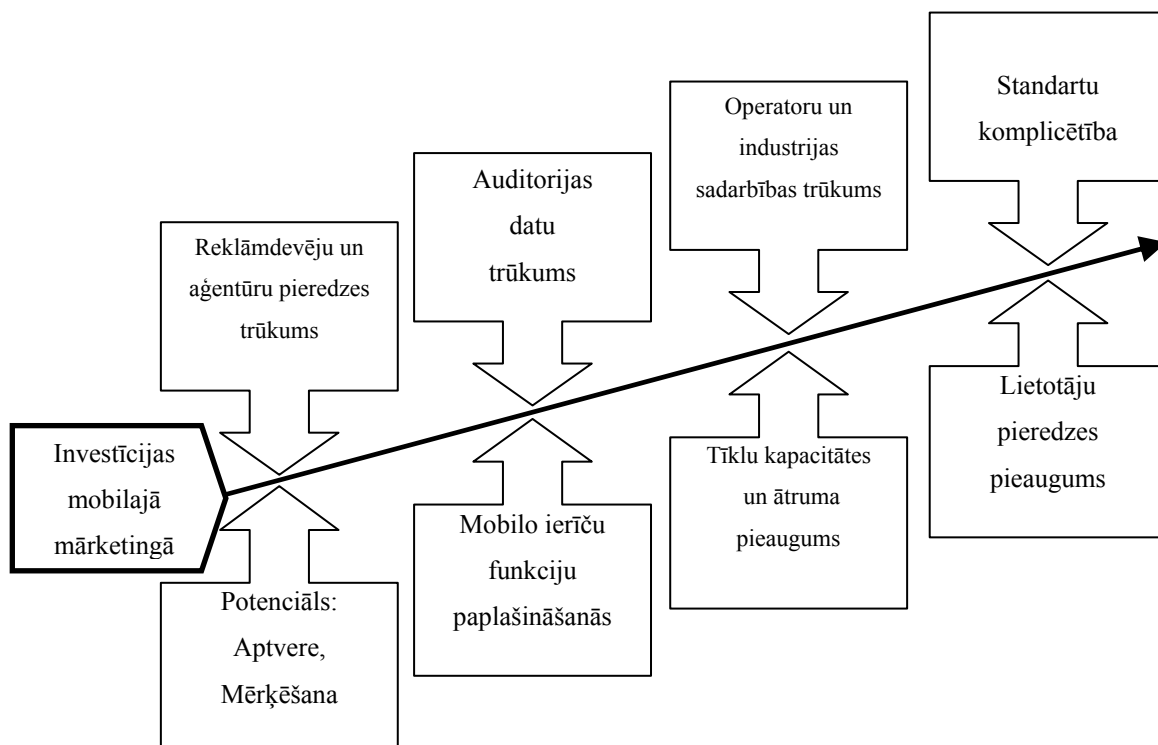 Investīcijas
mobilajā
mārketingā
Reklāmdevēju un
aģentūru pieredzes
trūkums
Auditorijas
datu
trūkums
Operatoru un
industrijas
sadarbības trūkums
Standartu
komplicētība
Potenciāls:
Aptvere,
Mērķēšana
Mobilo ierīču
funkciju
paplašināšanās
Tīklu kapacitātes
un ātruma
pieaugums
Lietotāju
pieredzes
pieaugums